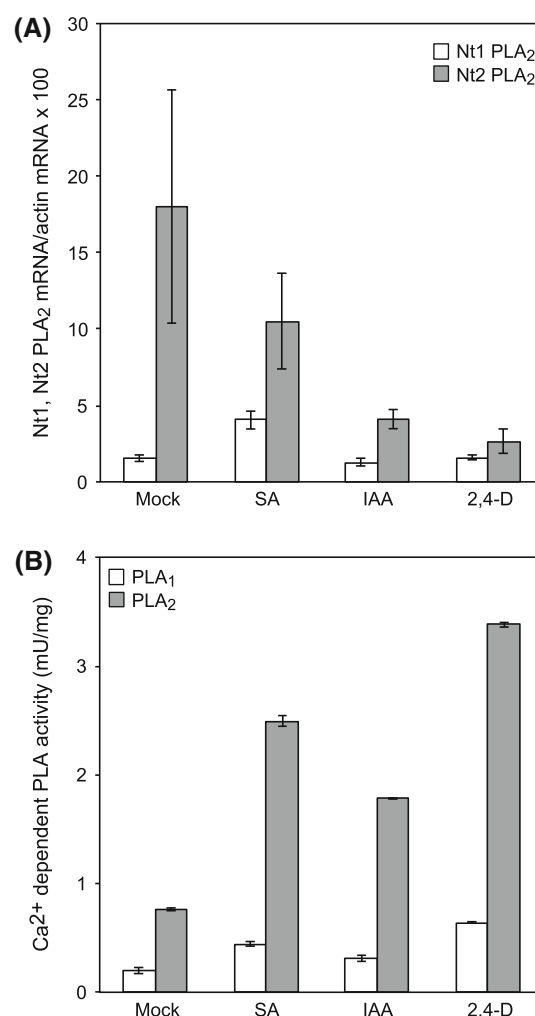 (A)
Nt1, Nt2 PLA2 mRNA/actin mRNA x 100
30
25
20
15
10
5
0
Nt1 PLA2
Nt2 PLA2
Mock SA IAA 2,4-D
(B)
Ca2+ dependent PLA activity (mU/mg)
4
3
2
1
0
PLA1
PLA2
Mock SA IAA 2,4-D